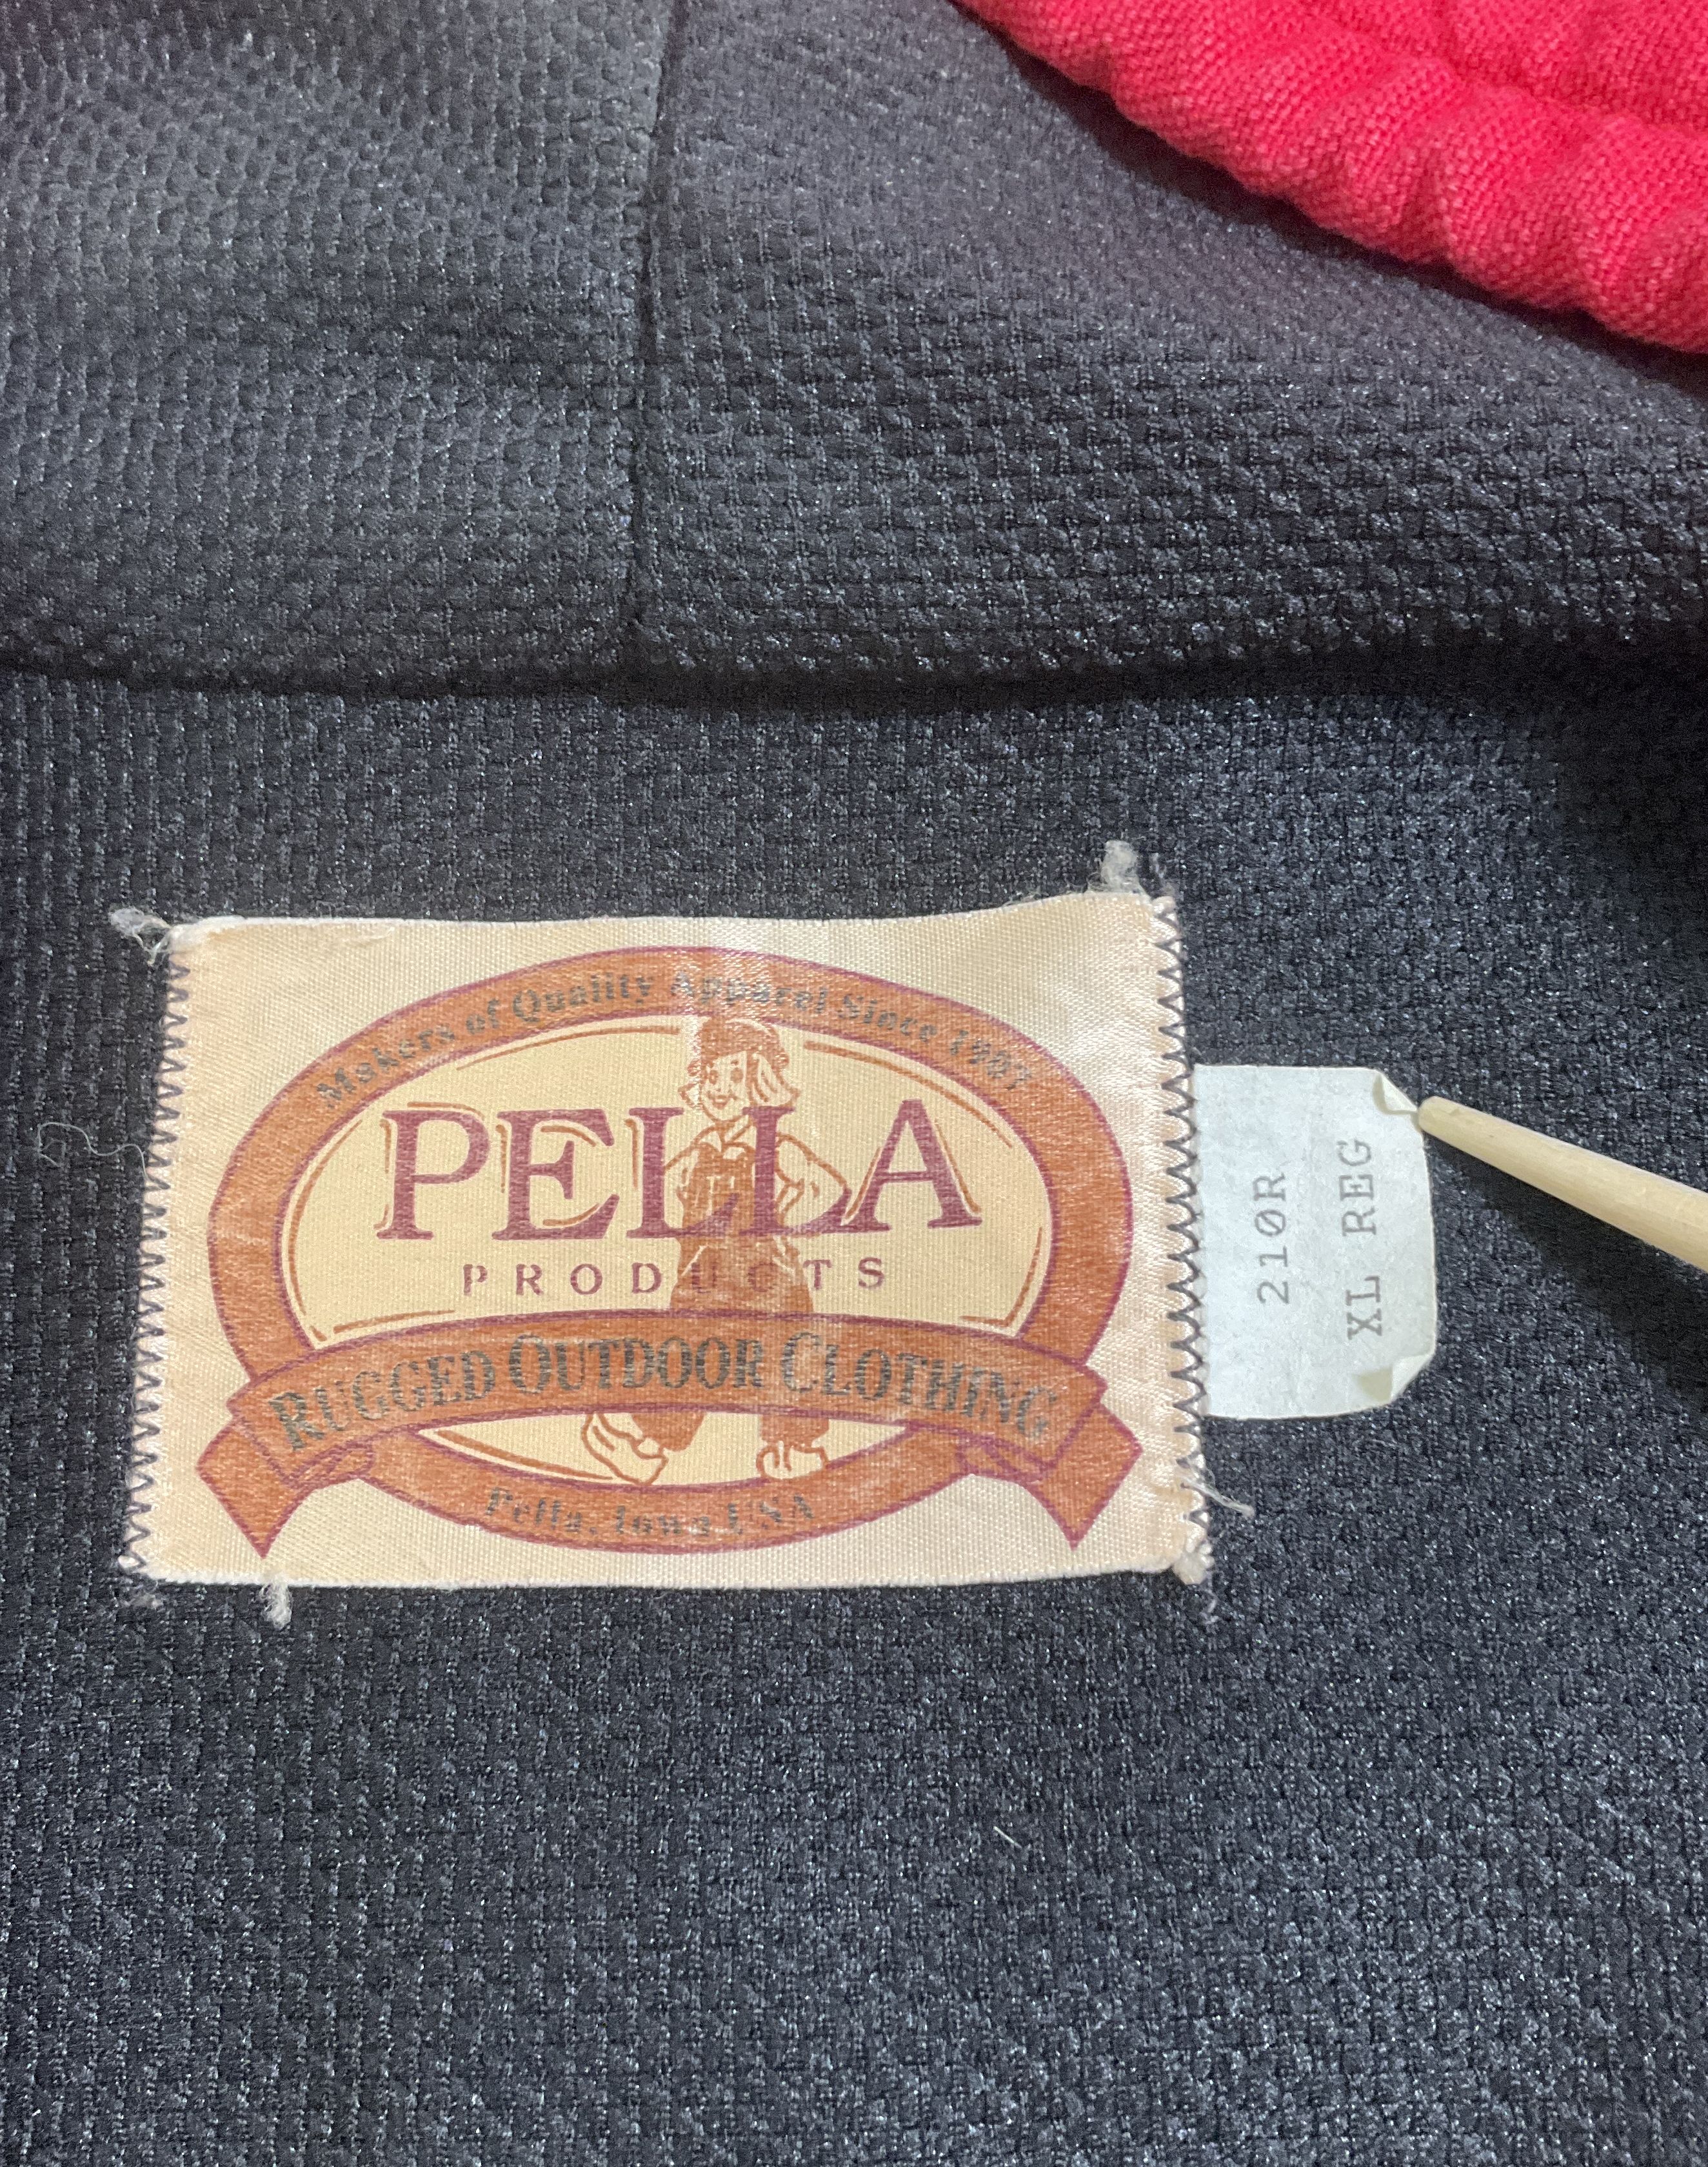 Makers of Quality Apparel Since 1907
PELLA
PRODUCTS
RUGGED OUTDOOR CLOTHING
Pella, Iowa USA
210R
XL REG